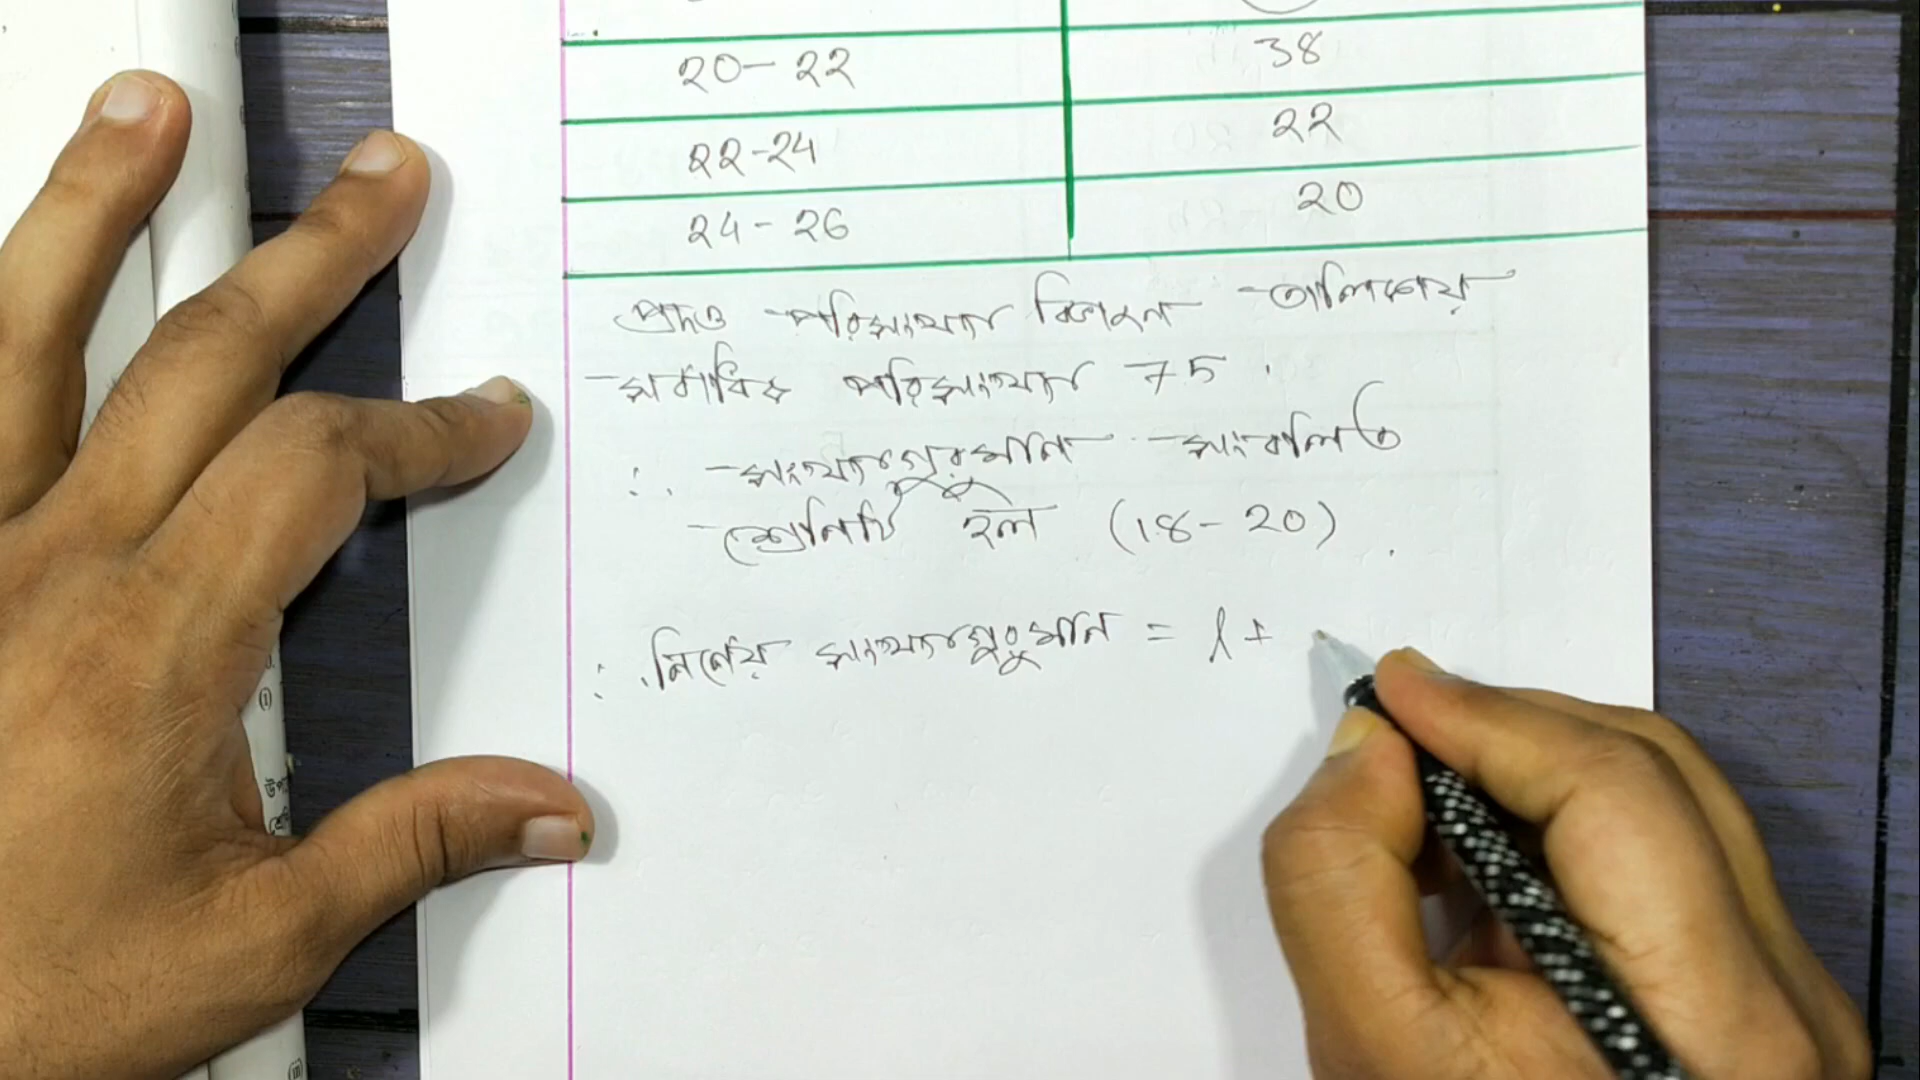 20-22 38
22-24 22
24-26 20
প্রদত্ত পরিসংখ্যা বিভাজন তালিকায়
সর্বাধিক পরিসংখ্যা 75.
∴ সংখ্যাগুরুমান সংবলিত
শ্রেনিটি হল (18-20).
∴ নির্ণেয় সংখ্যাগুরুমান = l+
(i)
(iii)